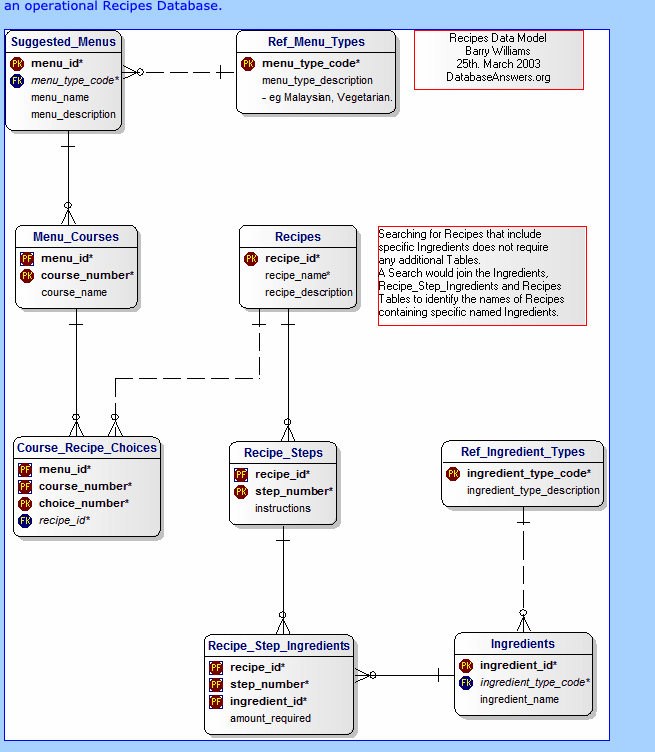 an operational Recipes Database.
Suggested_Menus
PK menu_id*
FK menu_type_code*
menu_name
menu_description
Ref_Menu_Types
PK menu_type_code*
menu_type_description
- eg Malaysian, Vegetarian.
Recipes Data Model
Barry Williams
25th. March 2003
DatabaseAnswers.org
Menu_Courses
PF menu_id*
PK course_number*
course_name
Recipes
PK recipe_id*
recipe_name*
recipe_description
Searching for Recipes that include
specific Ingredients does not require
any additional Tables.
A Search would join the Ingredients,
Recipe_Step_Ingredients and Recipes
Tables to identify the names of Recipes
containing specific named Ingredients.
Course_Recipe_Choices
PF menu_id*
PF course_number*
PK choice_number*
FK recipe_id*
Recipe_Steps
PF recipe_id*
PK step_number*
instructions
Ref_Ingredient_Types
PK ingredient_type_code*
ingredient_type_description
Recipe_Step_Ingredients
PF recipe_id*
PF step_number*
PF ingredient_id*
amount_required
Ingredients
PK ingredient_id*
FK ingredient_type_code*
ingredient_name